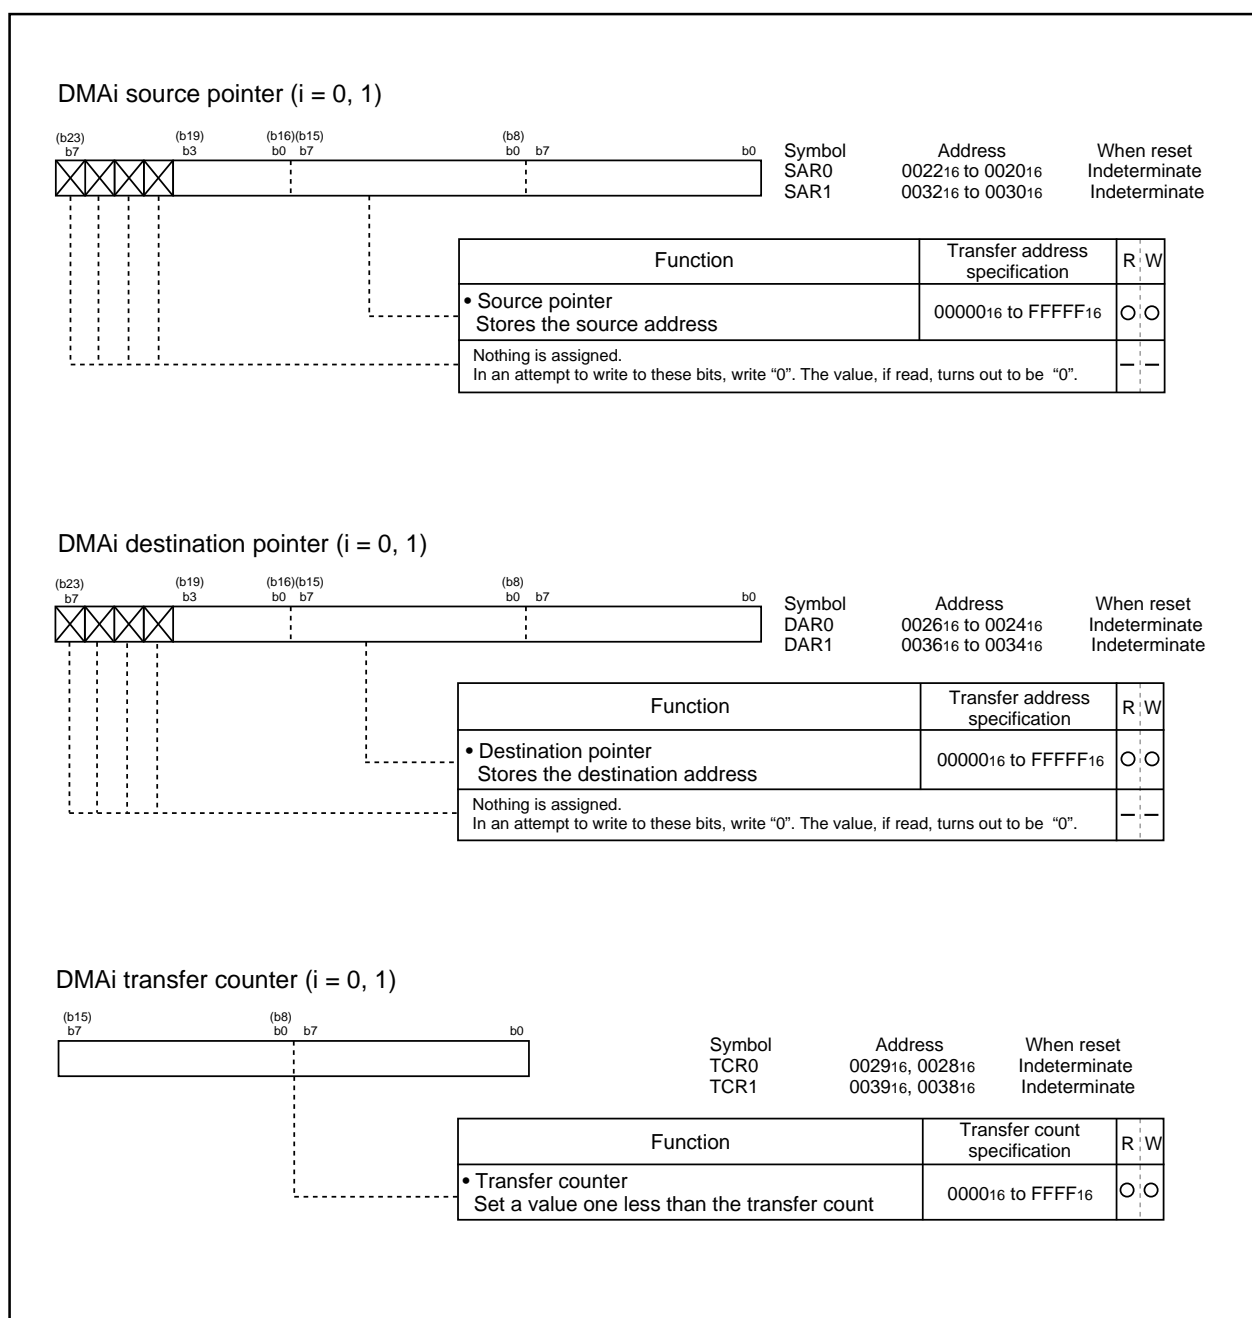 DMAi source pointer (i = 0, 1)
(b23) (b19) (b16)(b15) (b8)
b7 b3 b0 b7 b0 b7 b0
Symbol Address When reset
SAR0 002216 to 002016 Indeterminate
SAR1 003216 to 003016 Indeterminate
Function Transfer address specification R W
• Source pointer
Stores the source address 0000016 to FFFFF16
Nothing is assigned.
In an attempt to write to these bits, write “0”. The value, if read, turns out to be “0”.
DMAi destination pointer (i = 0, 1)
(b23) (b19) (b16)(b15) (b8)
b7 b3 b0 b7 b0 b7 b0
Symbol Address When reset
DAR0 002616 to 002416 Indeterminate
DAR1 003616 to 003416 Indeterminate
Function Transfer address specification R W
• Destination pointer
Stores the destination address 0000016 to FFFFF16
Nothing is assigned.
In an attempt to write to these bits, write “0”. The value, if read, turns out to be “0”.
DMAi transfer counter (i = 0, 1)
(b15) (b8)
b7 b0 b7 b0
Symbol Address When reset
TCR0 002916, 002816 Indeterminate
TCR1 003916, 003816 Indeterminate
Function Transfer count specification R W
• Transfer counter
Set a value one less than the transfer count 000016 to FFFF16